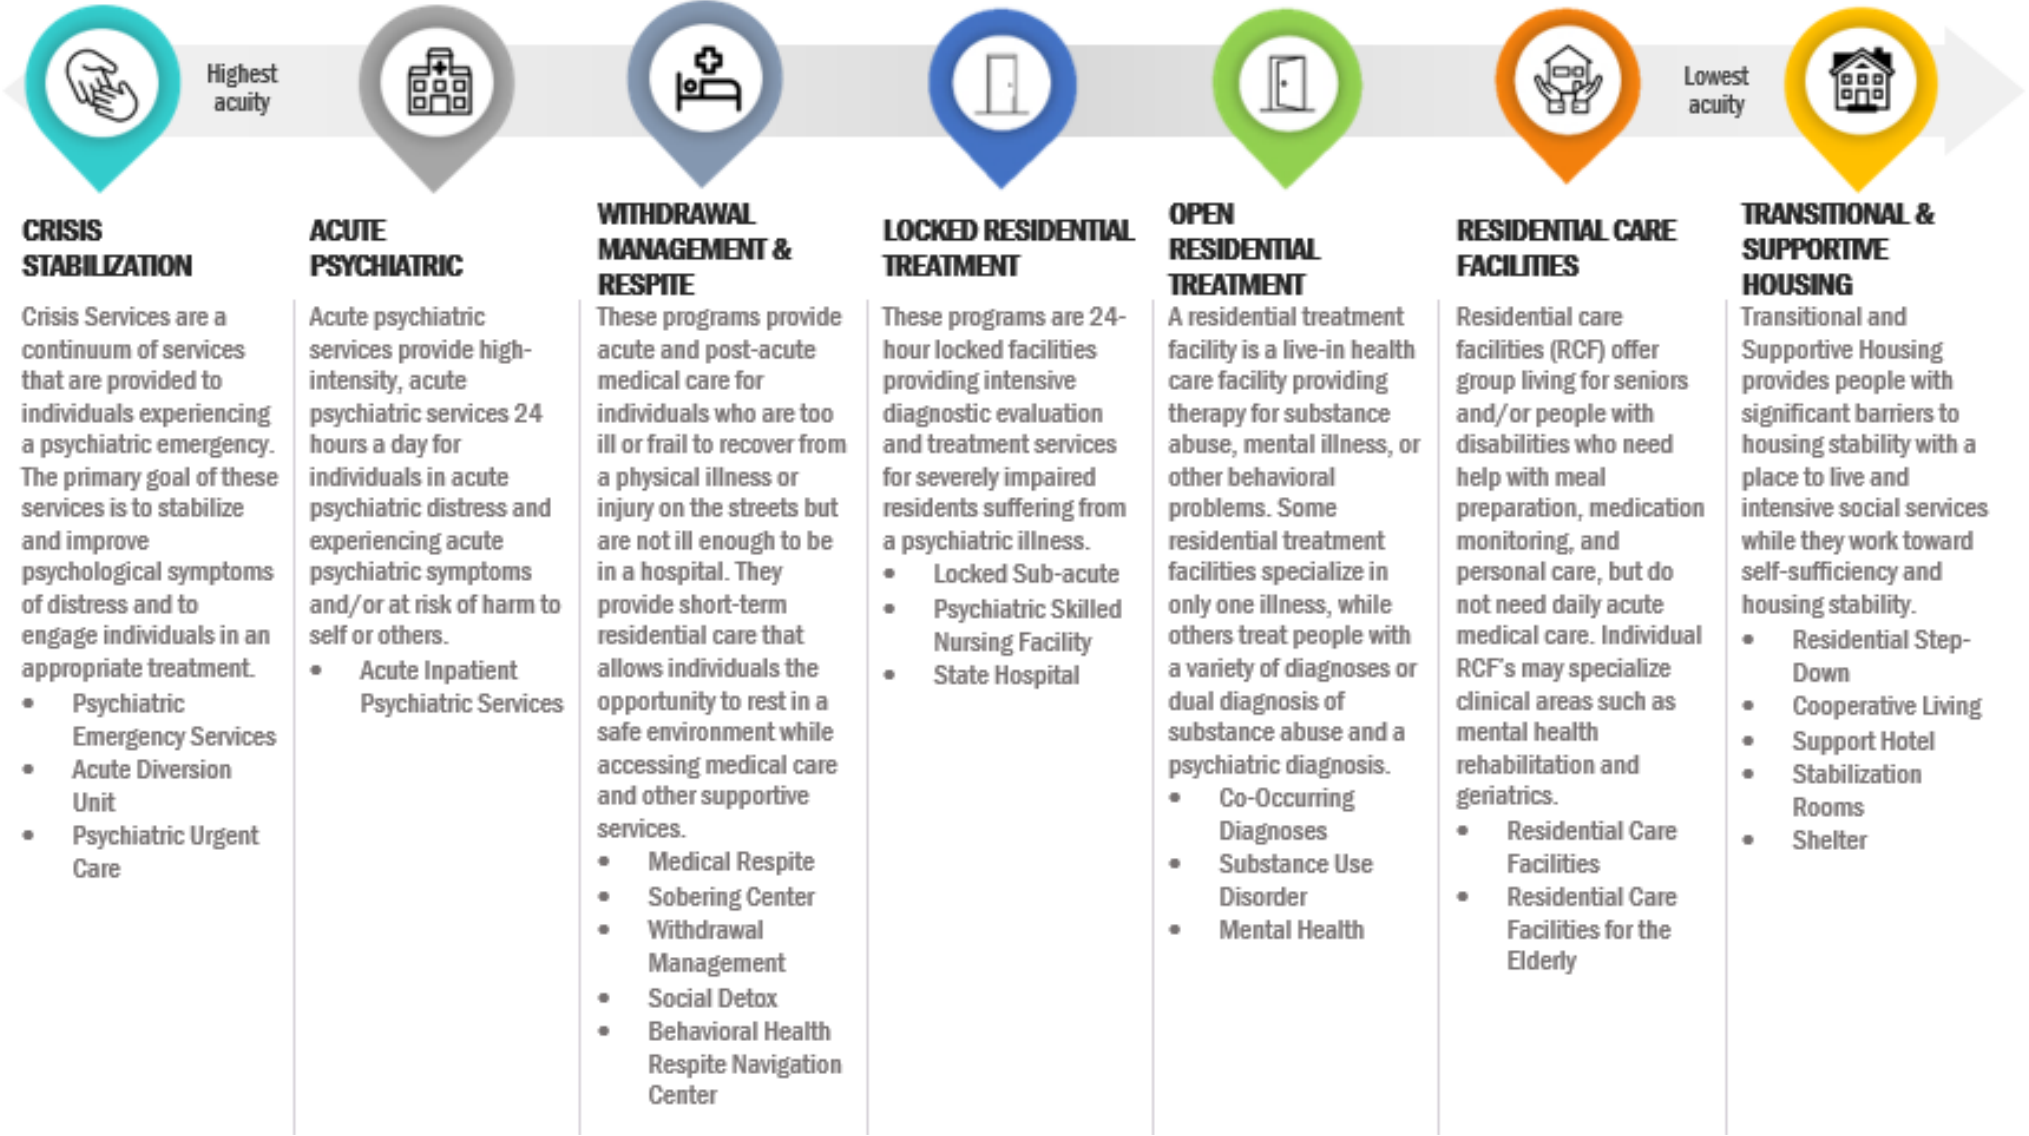 Highest
acuity
Lowest
acuity
CRISIS
STABILIZATION
Crisis Services are a
continuum of services
that are provided to
individuals experiencing
a psychiatric emergency.
The primary goal of these
services is to stabilize
and improve
psychological symptoms
of distress and to
engage individuals in an
appropriate treatment.
• Psychiatric
Emergency Services
• Acute Diversion
Unit
• Psychiatric Urgent
Care
ACUTE
PSYCHIATRIC
Acute psychiatric
services provide high-
intensity, acute
psychiatric services 24
hours a day for
individuals in acute
psychiatric distress and
experiencing acute
psychiatric symptoms
and/or at risk of harm to
self or others.
• Acute Inpatient
Psychiatric Services
WITHDRAWAL
MANAGEMENT &
RESPITE
These programs provide
acute and post-acute
medical care for
individuals who are too
ill or frail to recover from
a physical illness or
injury on the streets but
are not ill enough to be
in a hospital. They
provide short-term
residential care that
allows individuals the
opportunity to rest in a
safe environment while
accessing medical care
and other supportive
services.
• Medical Respite
• Sobering Center
• Withdrawal
Management
• Social Detox
• Behavioral Health
Respite Navigation
Center
LOCKED RESIDENTIAL
TREATMENT
These programs are 24-
hour locked facilities
providing intensive
diagnostic evaluation
and treatment services
for severely impaired
residents suffering from
a psychiatric illness.
• Locked Sub-acute
• Psychiatric Skilled
Nursing Facility
• State Hospital
OPEN
RESIDENTIAL
TREATMENT
A residential treatment
facility is a live-in health
care facility providing
therapy for substance
abuse, mental illness, or
other behavioral
problems. Some
residential treatment
facilities specialize in
only one illness, while
others treat people with
a variety of diagnoses or
dual diagnosis of
substance abuse and a
psychiatric diagnosis.
• Co-Occurring
Diagnoses
• Substance Use
Disorder
• Mental Health
RESIDENTIAL CARE
FACILITIES
Residential care
facilities (RCF) offer
group living for seniors
and/or people with
disabilities who need
help with meal
preparation, medication
monitoring, and
personal care, but do
not need daily acute
medical care. Individual
RCF's may specialize
clinical areas such as
mental health
rehabilitation and
geriatrics.
• Residential Care
Facilities
• Residential Care
Facilities for the
Elderly
TRANSITIONAL &
SUPPORTIVE
HOUSING
Transitional and
Supportive Housing
provides people with
significant barriers to
housing stability with a
place to live and
intensive social services
while they work toward
self-sufficiency and
housing stability.
• Residential Step-
Down
• Cooperative Living
• Support Hotel
• Stabilization
Rooms
• Shelter